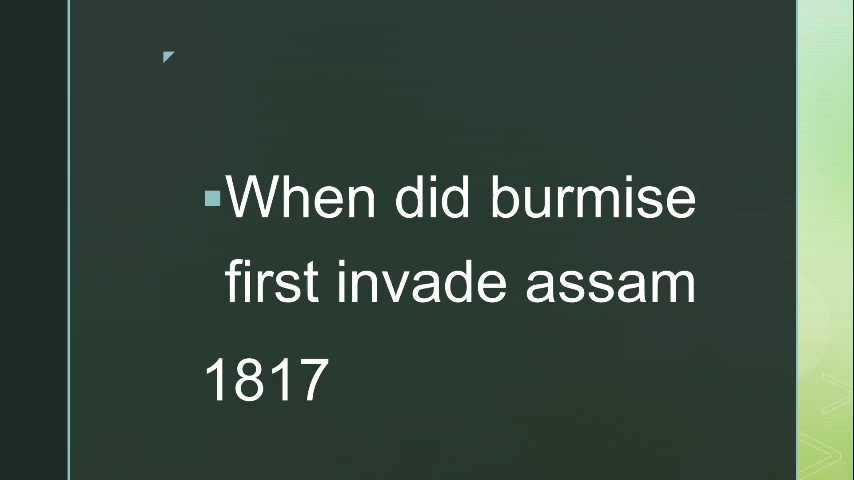 ▪When did burmise
first invade assam
1817